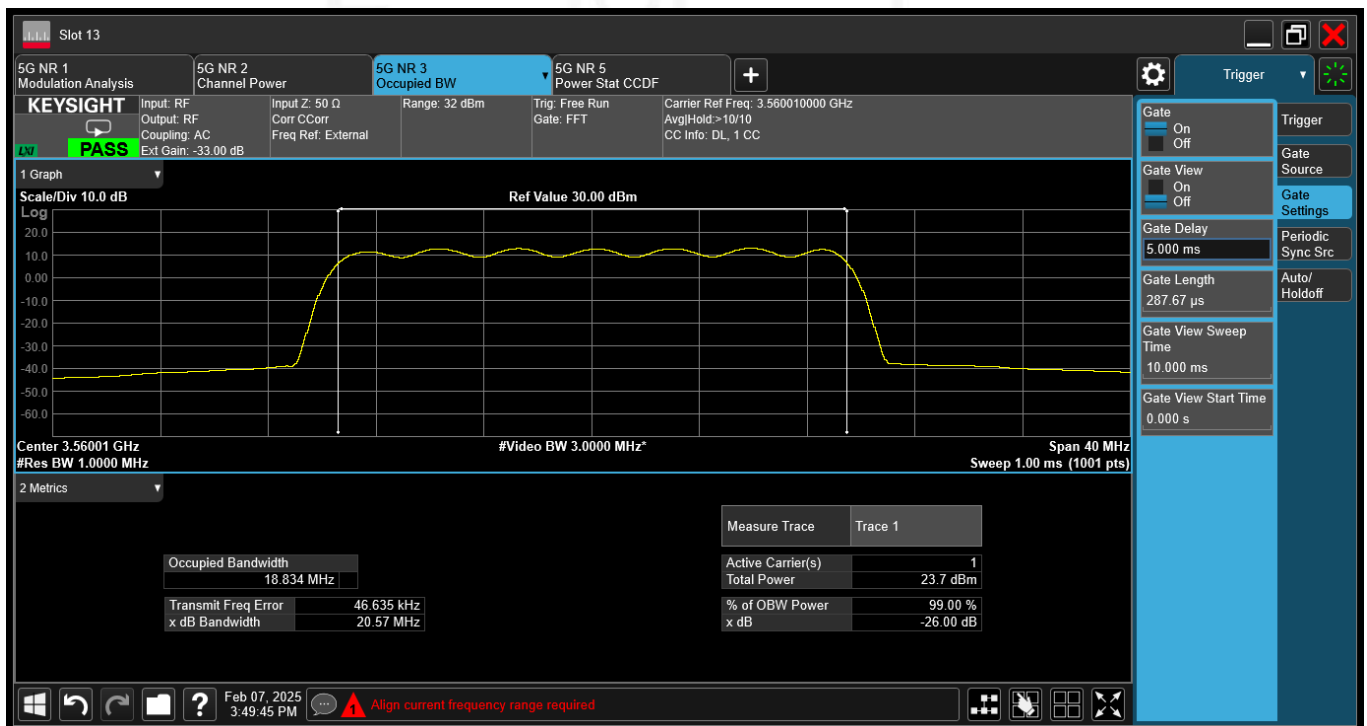 Slot 13
5G NR 1
Modulation Analysis
5G NR 2
Channel Power
5G NR 3
Occupied BW
5G NR 5
Power Stat CCDF
Trigger
KEYSIGHT
LXI
PASS
Input: RF
Output: RF
Coupling: AC
Ext Gain: -33.00 dB
Input Z: 50 Ω
Corr CCorr
Freq Ref: External
Range: 32 dBm
Trig: Free Run
Gate: FFT
Carrier Ref Freq: 3.560010000 GHz
Avg|Hold:>10/10
CC Info: DL, 1 CC
1 Graph
Scale/Div 10.0 dB
Ref Value 30.00 dBm
Log
20.0
10.0
0.00
-10.0
-20.0
-30.0
-40.0
-50.0
-60.0
Center 3.56001 GHz
#Video BW 3.0000 MHz*
Span 40 MHz
#Res BW 1.0000 MHz
Sweep 1.00 ms (1001 pts)
2 Metrics
Measure Trace Trace 1
Occupied Bandwidth
18.834 MHz
Transmit Freq Error 46.635 kHz
x dB Bandwidth 20.57 MHz
Active Carrier(s) 1
Total Power 23.7 dBm
% of OBW Power 99.00 %
x dB -26.00 dB
Gate
On
Off
Gate View
On
Off
Gate Delay
5.000 ms
Gate Length
287.67 µs
Gate View Sweep
Time
10.000 ms
Gate View Start Time
0.000 s
Trigger
Gate
Source
Gate
Settings
Periodic
Sync Src
Auto/
Holdoff
?
Feb 07, 2025
3:49:45 PM
1
Align current frequency range required